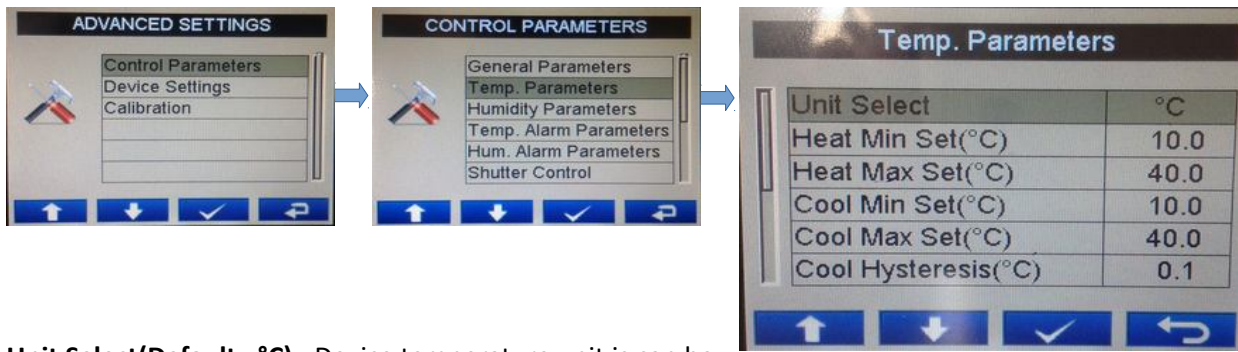 ADVANCED SETTINGS
Control Parameters
Device Settings
Calibration
CONTROL PARAMETERS
General Parameters
Temp. Parameters
Humidity Parameters
Temp. Alarm Parameters
Hum. Alarm Parameters
Shutter Control
Temp. Parameters
Unit Select °C
Heat Min Set(°C) 10.0
Heat Max Set(°C) 40.0
Cool Min Set(°C) 10.0
Cool Max Set(°C) 40.0
Cool Hysteresis(°C) 0.1
Unit Select(Default: °C) Device temperature unit is can be